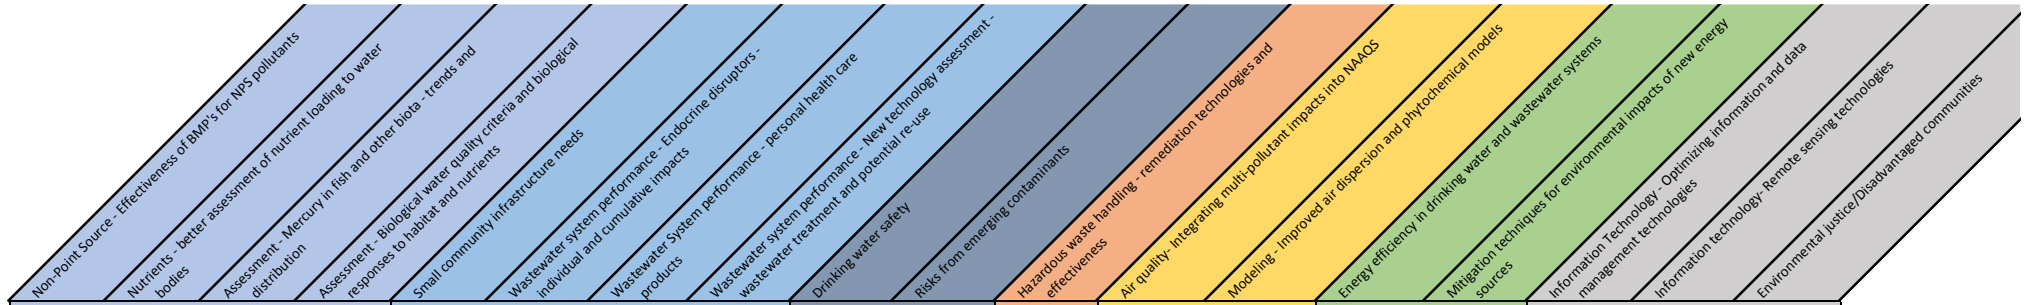 Non-Point Source - Effectiveness of BMP's for NPS pollutants
Nutrients - better assessment of nutrient loading to water
bodies
Assessment - Mercury in fish and other biota - trends and
distribution
Assessment - Biological water quality criteria and biological
responses to habitat and nutrients
Small community infrastructure needs
Wastewater system performance - Endocrine disruptors -
individual and cumulative impacts
Wastewater System performance - personal health care
products
Wastewater system performance - New technology assessment -
wastewater treatment and potential re-use
Drinking water safety
Risks from emerging contaminants
Hazardous waste handling - remediation technologies and
effectiveness
Air quality- Integrating multi-pollutant impacts into NAAQS
Modeling - Improved air dispersion and phytochemical models
Energy efficiency in drinking water and wastewater systems
Mitigation techniques for environmental impacts of new energy
sources
Information Technology - Optimizing information and data
management technologies
Information technology- Remote sensing technologies
Environmental justice/Disadvantaged communities